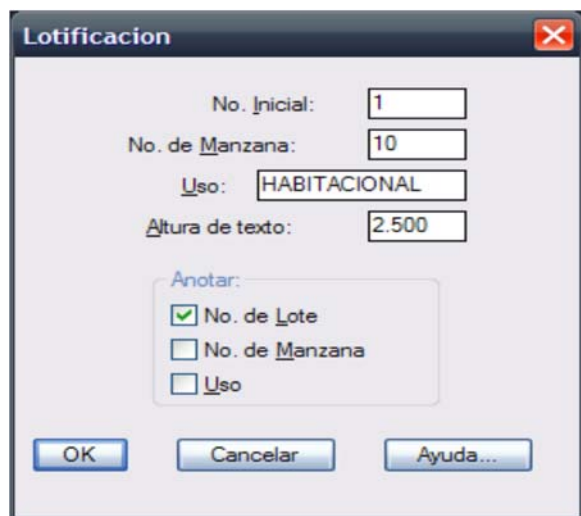 Lotificacion
No. Inicial: 1
No. de Manzana: 10
Uso: HABITACIONAL
Altura de texto: 2.500
Anotar:
No. de Lote
No. de Manzana
Uso
OK Cancelar Ayuda...